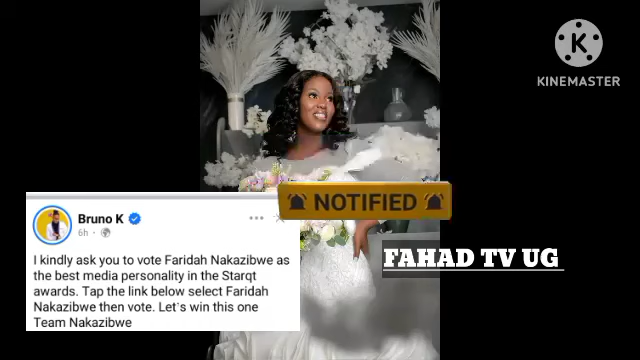 K
KINEMASTER
NOTIFIED
FAHAD TV UG
Bruno K
6h ·
I kindly ask you to vote Faridah Nakazibwe as
the best media personality in the Starqt
awards. Tap the link below select Faridah
Nakazibwe then vote. Let`s win this one
Team Nakazibwe